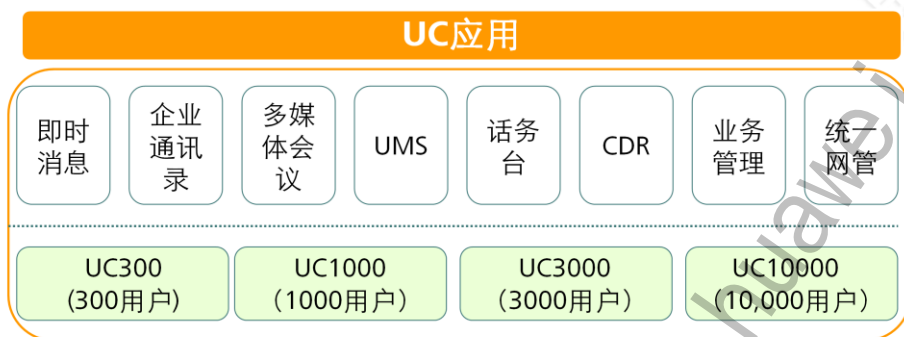 UC应用
即时
消息
企业
通讯
录
多媒
体会
议
UMS
话务
台
CDR
业务
管理
统一
网管
UC300
(300用户)
UC1000
（1000用户）
UC3000
（3000用户）
UC10000
（10,000用户）
huawei